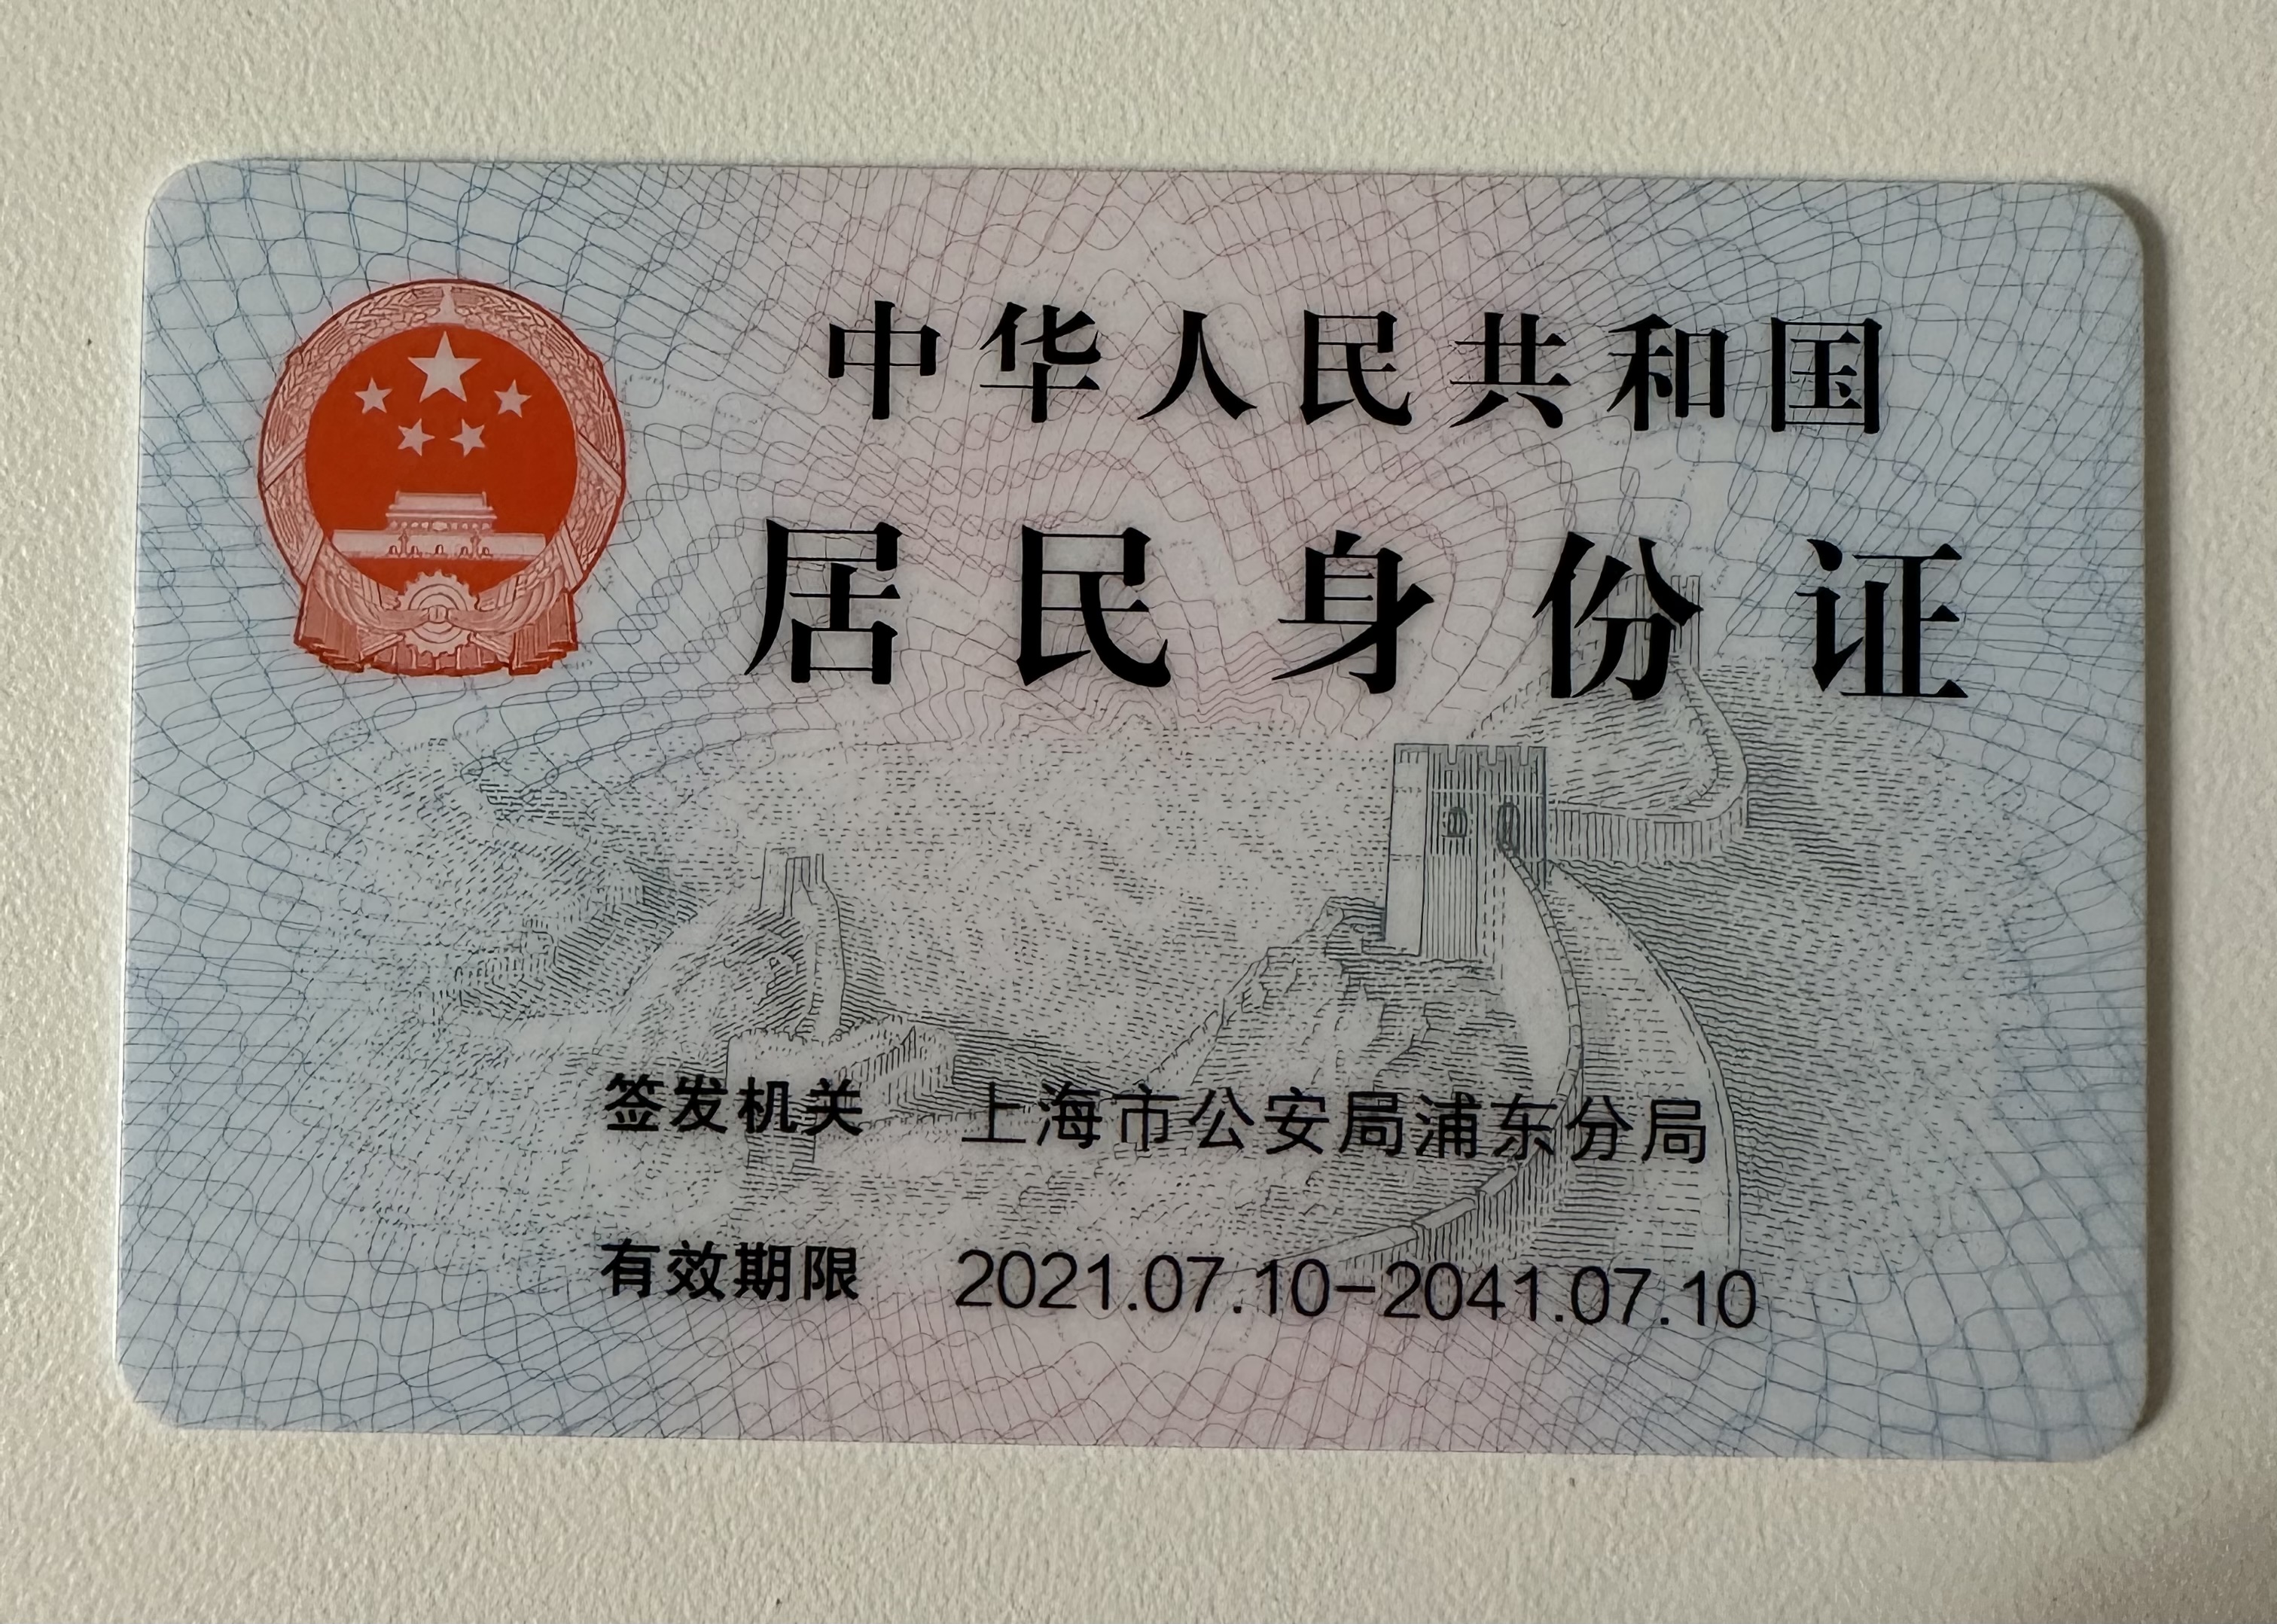 中华人民共和国
居民身份证
签发机关 上海市公安局浦东分局
有效期限 2021.07.10-2041.07.10